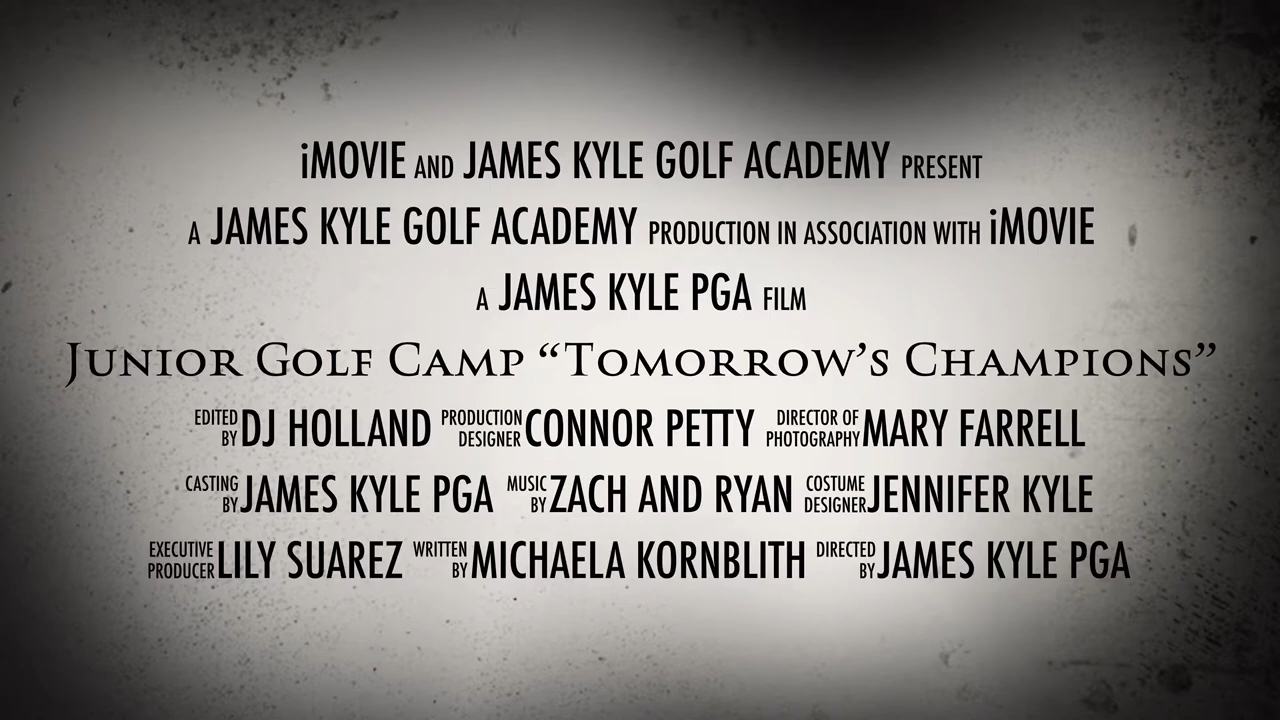 iMOVIE AND JAMES KYLE GOLF ACADEMY PRESENT
A JAMES KYLE GOLF ACADEMY PRODUCTION IN ASSOCIATION WITH iMOVIE
A JAMES KYLE PGA FILM
JUNIOR GOLF CAMP “TOMORROW’S CHAMPIONS”
EDITED BY DJ HOLLAND PRODUCTION DESIGNER CONNOR PETTY DIRECTOR OF PHOTOGRAPHY MARY FARRELL
CASTING BY JAMES KYLE PGA MUSIC BY ZACH AND RYAN COSTUME DESIGNER JENNIFER KYLE
EXECUTIVE PRODUCER LILY SUAREZ WRITTEN BY MICHAELA KORNBLITH DIRECTED BY JAMES KYLE PGA